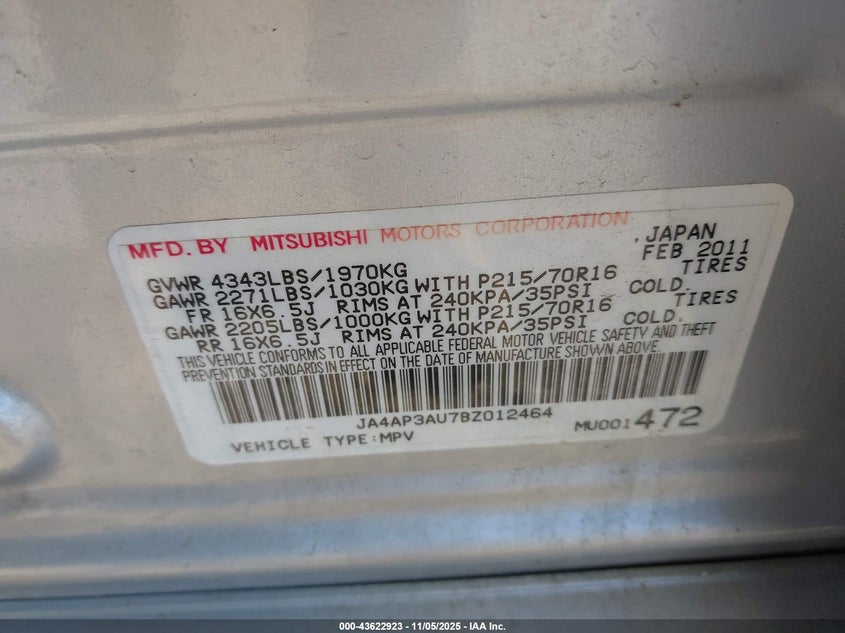 MFD. BY MITSUBISHI MOTORS CORPORATION JAPAN
FEB 2011
GVWR 4343LBS/1970KG
GAWR 2271LBS/1030KG WITH P215/70R16 TIRES
FR 16X6.5J RIMS AT 240KPA/35PSI COLD.
GAWR 2205LBS/1000KG WITH P215/70R16 TIRES
RR 16X6.5J RIMS AT 240KPA/35PSI COLD.
THIS VEHICLE CONFORMS TO ALL APPLICABLE FEDERAL MOTOR VEHICLE SAFETY AND THEFT
PREVENTION STANDARDS IN EFFECT ON THE DATE OF MANUFACTURE SHOWN ABOVE.
JA4AP3AU7BZ012464
VEHICLE TYPE:MPV
MU001472
000-43622923 - 11/05/2025 - IAA Inc.